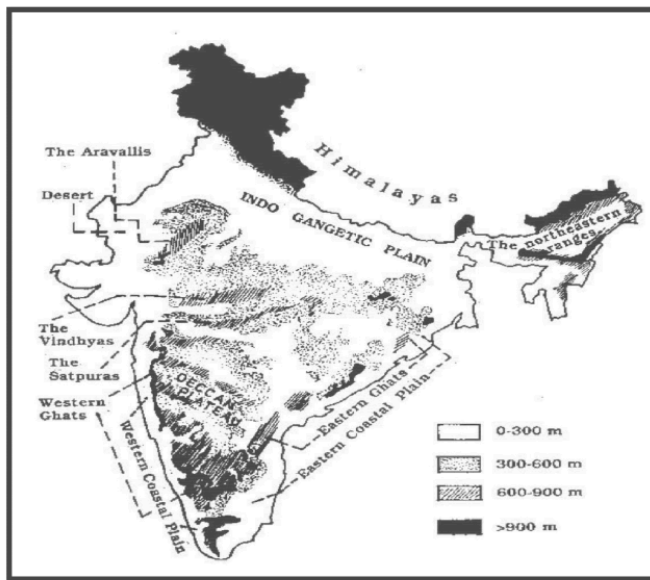 The Aravallis
Desert
Himalayas
INDO GANGETIC PLAIN
The northeastern
ranges
The
Vindhyas
The
Satpuras
Western
Ghats
DECCAN
PLATEAU
Western Coastal Plain
Eastern Ghats
Eastern Coastal Plain
0-300 m
300-600 m
600-900 m
>900 m